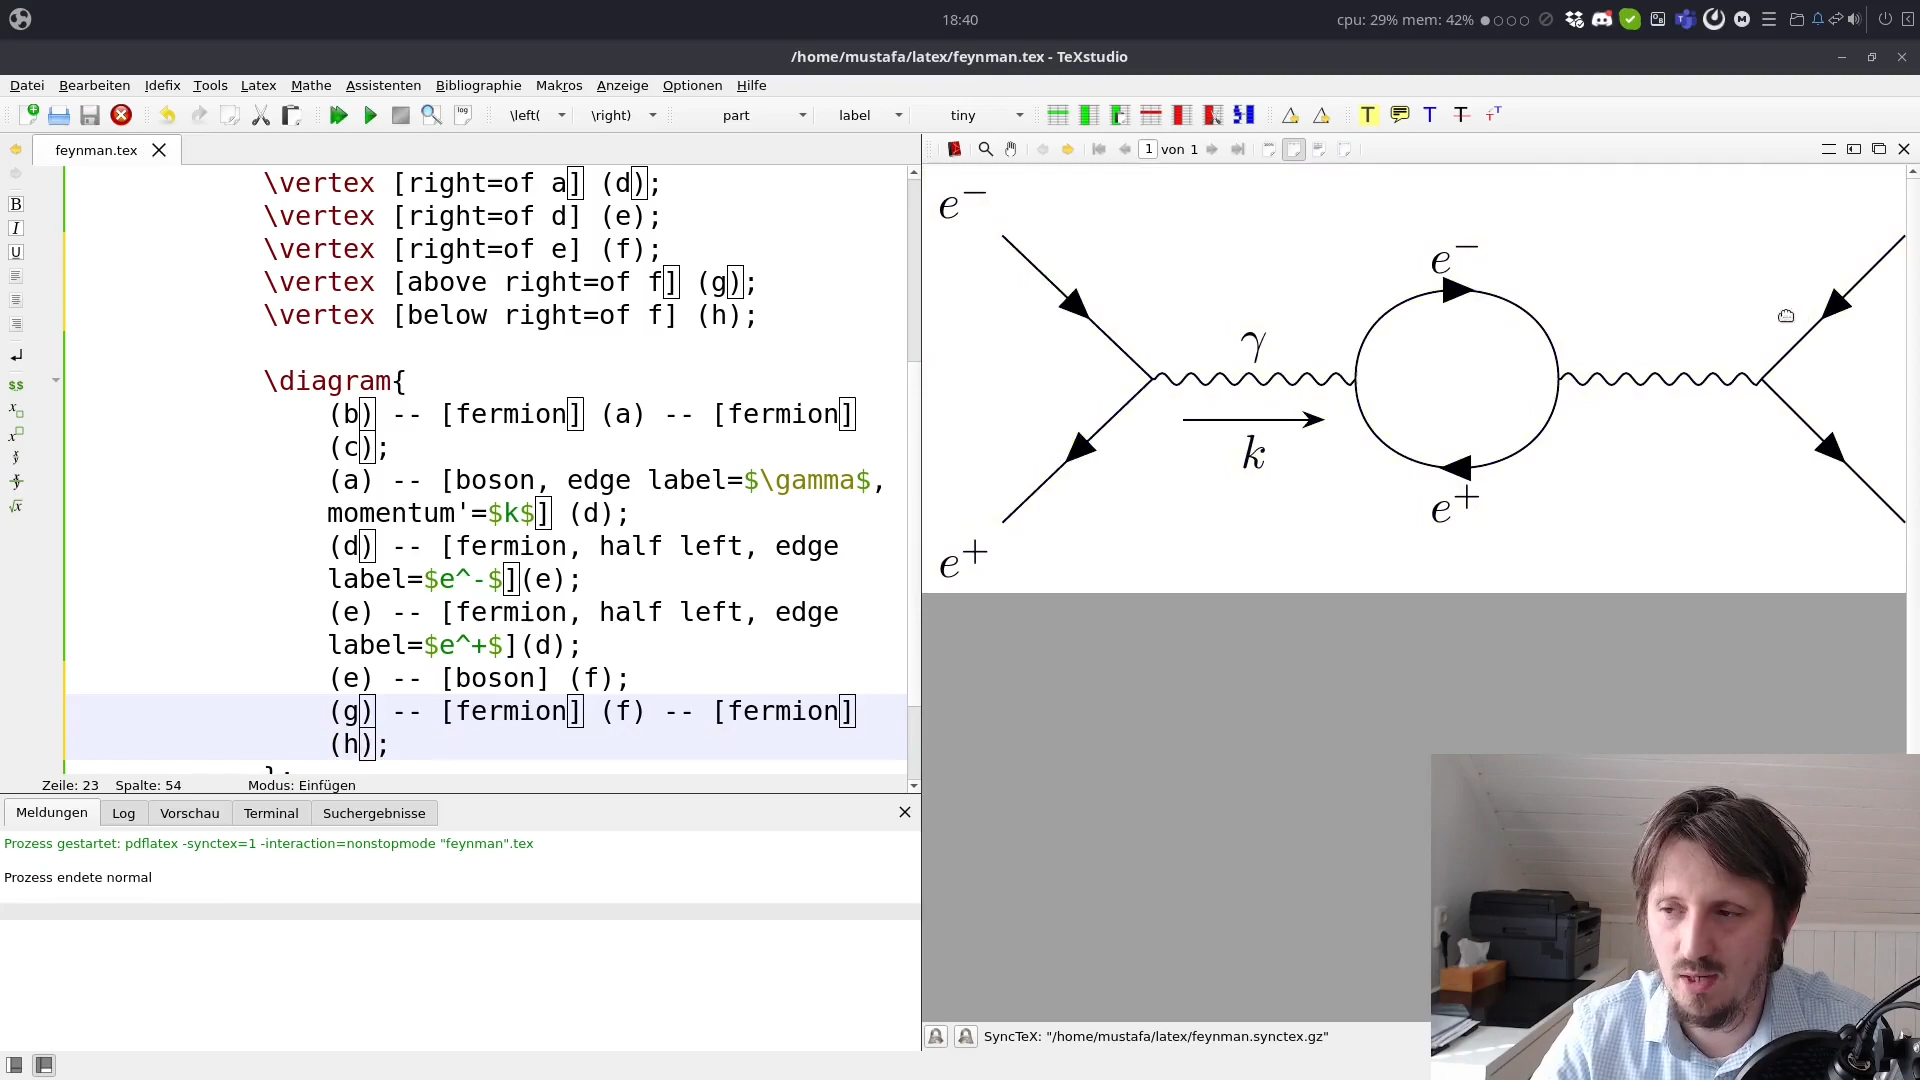 18:40
cpu: 29% mem: 42%
/home/mustafa/latex/feynman.tex - TeXstudio
Datei Bearbeiten Idefix Tools Latex Mathe Assistenten Bibliographie Makros Anzeige Optionen Hilfe
\left( \right) part label tiny
feynman.tex
1 von 1
\vertex [right=of a] (d);
\vertex [right=of d] (e);
\vertex [right=of e] (f);
\vertex [above right=of f] (g);
\vertex [below right=of f] (h);
\diagram{
(b) -- [fermion] (a) -- [fermion]
(c);
(a) -- [boson, edge label=$\gamma$,
momentum'=$k$] (d);
(d) -- [fermion, half left, edge
label=$e^-$](e);
(e) -- [fermion, half left, edge
label=$e^+$](d);
(e) -- [boson] (f);
(g) -- [fermion] (f) -- [fermion]
(h);
};
Zeile: 23 Spalte: 54 Modus: Einfügen
Meldungen Log Vorschau Terminal Suchergebnisse
Prozess gestartet: pdflatex -synctex=1 -interaction=nonstopmode "feynman".tex
Prozess endete normal
e−
e−
γ
k
e+
e+
SyncTeX: "/home/mustafa/latex/feynman.synctex.gz"